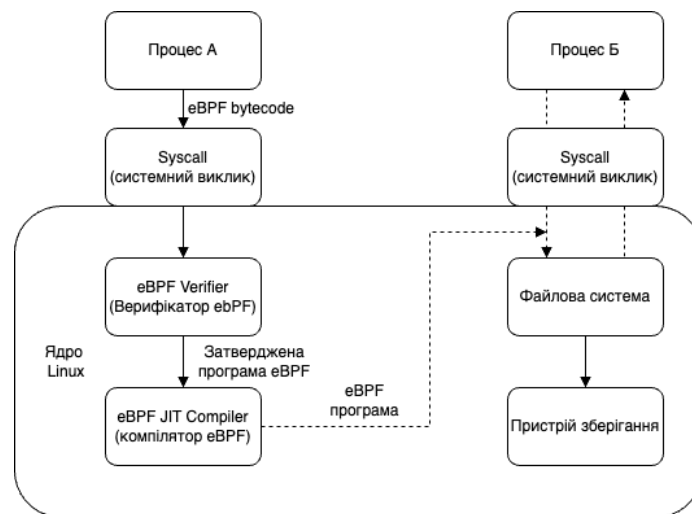 Процес А
Процес Б
eBPF bytecode
Syscall
(системний виклик)
Syscall
(системний виклик)
eBPF Verifier
(Верифікатор ebPF)
Файлова система
Ядро
Linux
Затверджена
програма eBPF
eBPF JIT Compiler
(компілятор eBPF)
eBPF
програма
Пристрій зберігання